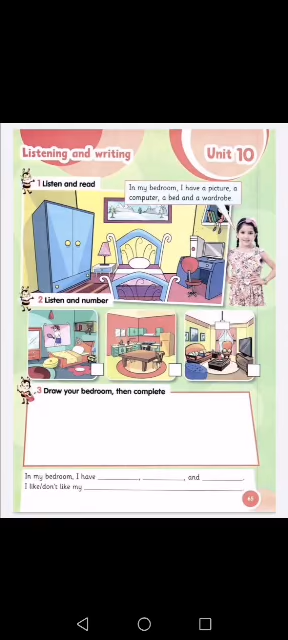 Listening and writing
Unit 10
1 Listen and read
In my bedroom, I have a picture, a
computer, a bed and a wardrobe.
2 Listen and number
3 Draw your bedroom, then complete
In my bedroom, I have ________, ________, and ________.
I like/don't like my ________________________________